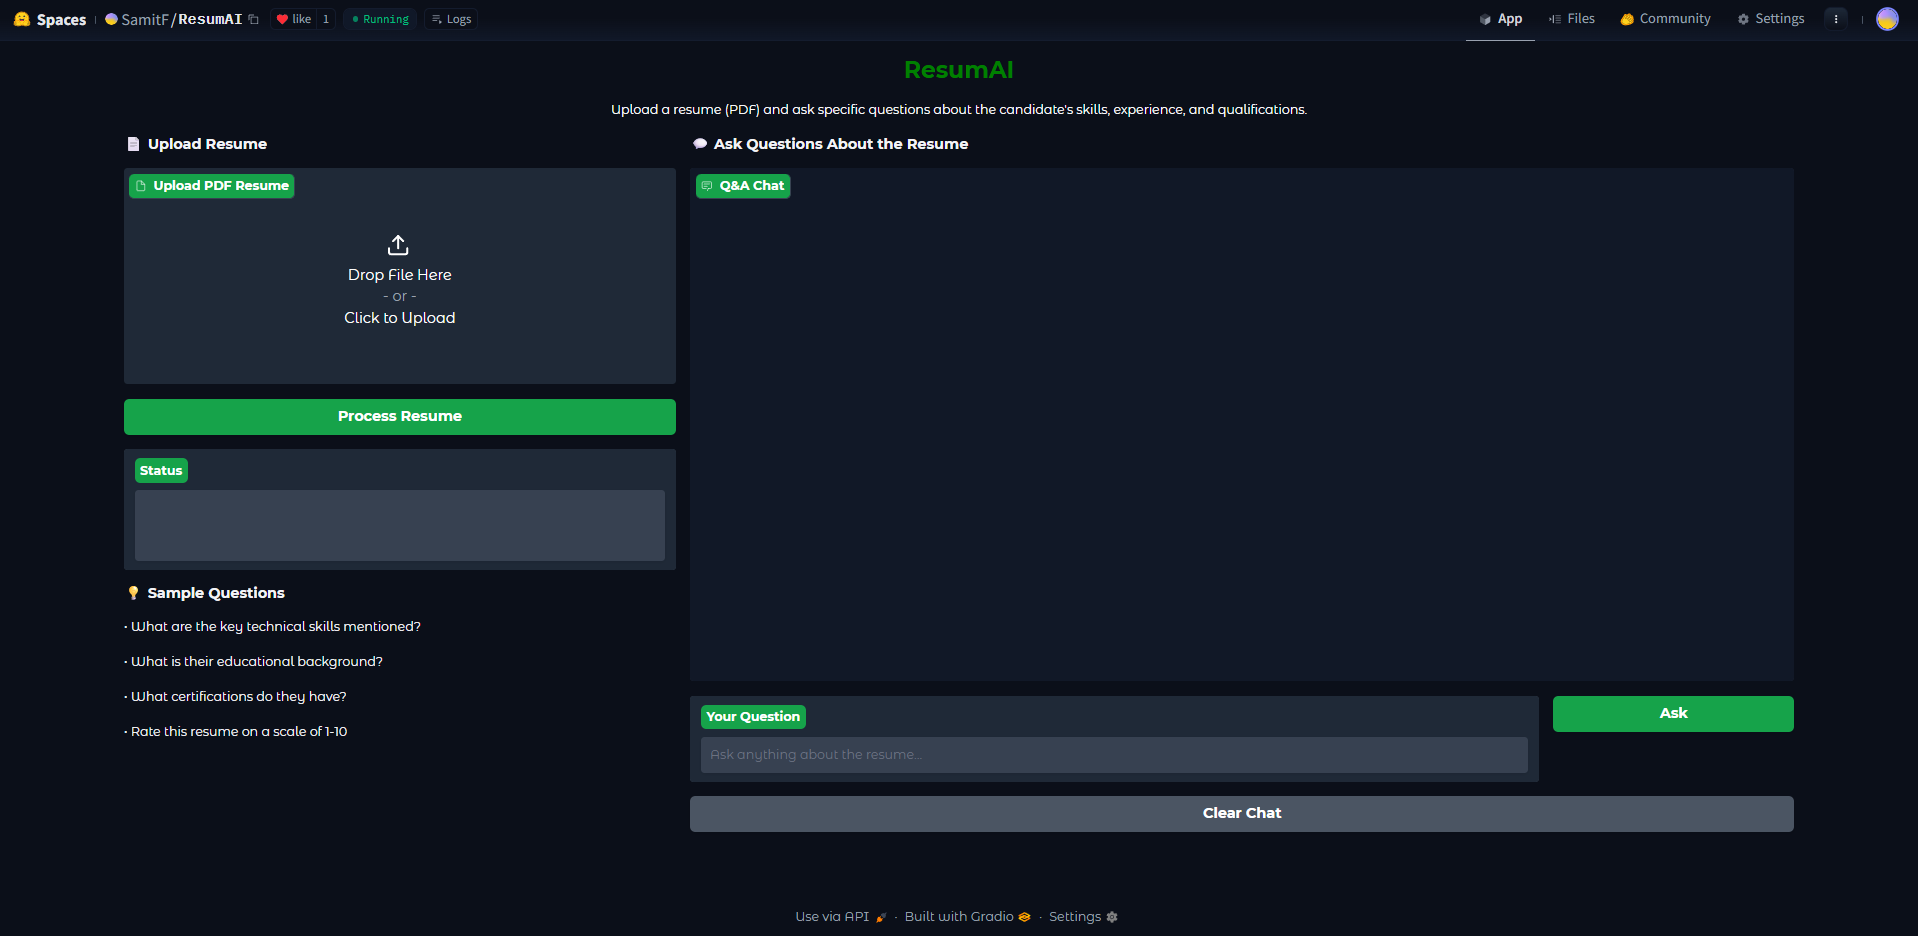 Spaces SamitF/ResumAI like 1 Running Logs App Files Community Settings
ResumAI
Upload a resume (PDF) and ask specific questions about the candidate's skills, experience, and qualifications.
Upload Resume
Upload PDF Resume
Drop File Here
- or -
Click to Upload
Process Resume
Status
Sample Questions
• What are the key technical skills mentioned?
• What is their educational background?
• What certifications do they have?
• Rate this resume on a scale of 1-10
Ask Questions About the Resume
Q&A Chat
Your Question
Ask anything about the resume...
Ask
Clear Chat
Use via API · Built with Gradio · Settings